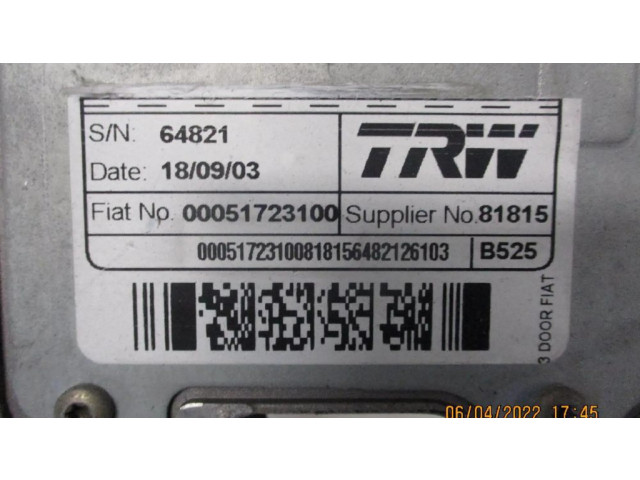 S/N: 64821
TRW
Date: 18/09/03
Fiat No. 00051723100
Supplier No. 81815
00051723100818156482126103
B525
3 DOOR FIAT
06/04/2022 17:45